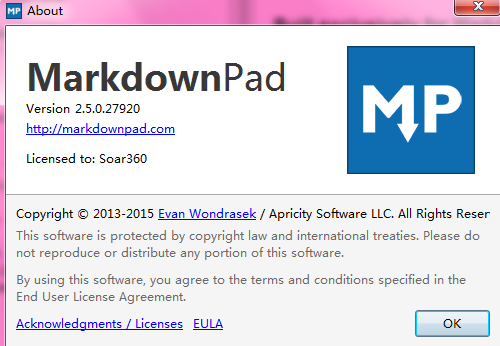 About
MarkdownPad
Version 2.5.0.27920
http://markdownpad.com
Licensed to: Soar360
MP
Copyright © 2013-2015 Evan Wondrasek / Apricity Software LLC. All Rights Reser
This software is protected by copyright law and international treaties. Please do
not reproduce or distribute any portion of this software.
By using this software, you agree to the terms and conditions specified in the
End User License Agreement.
Acknowledgments / Licenses EULA
OK